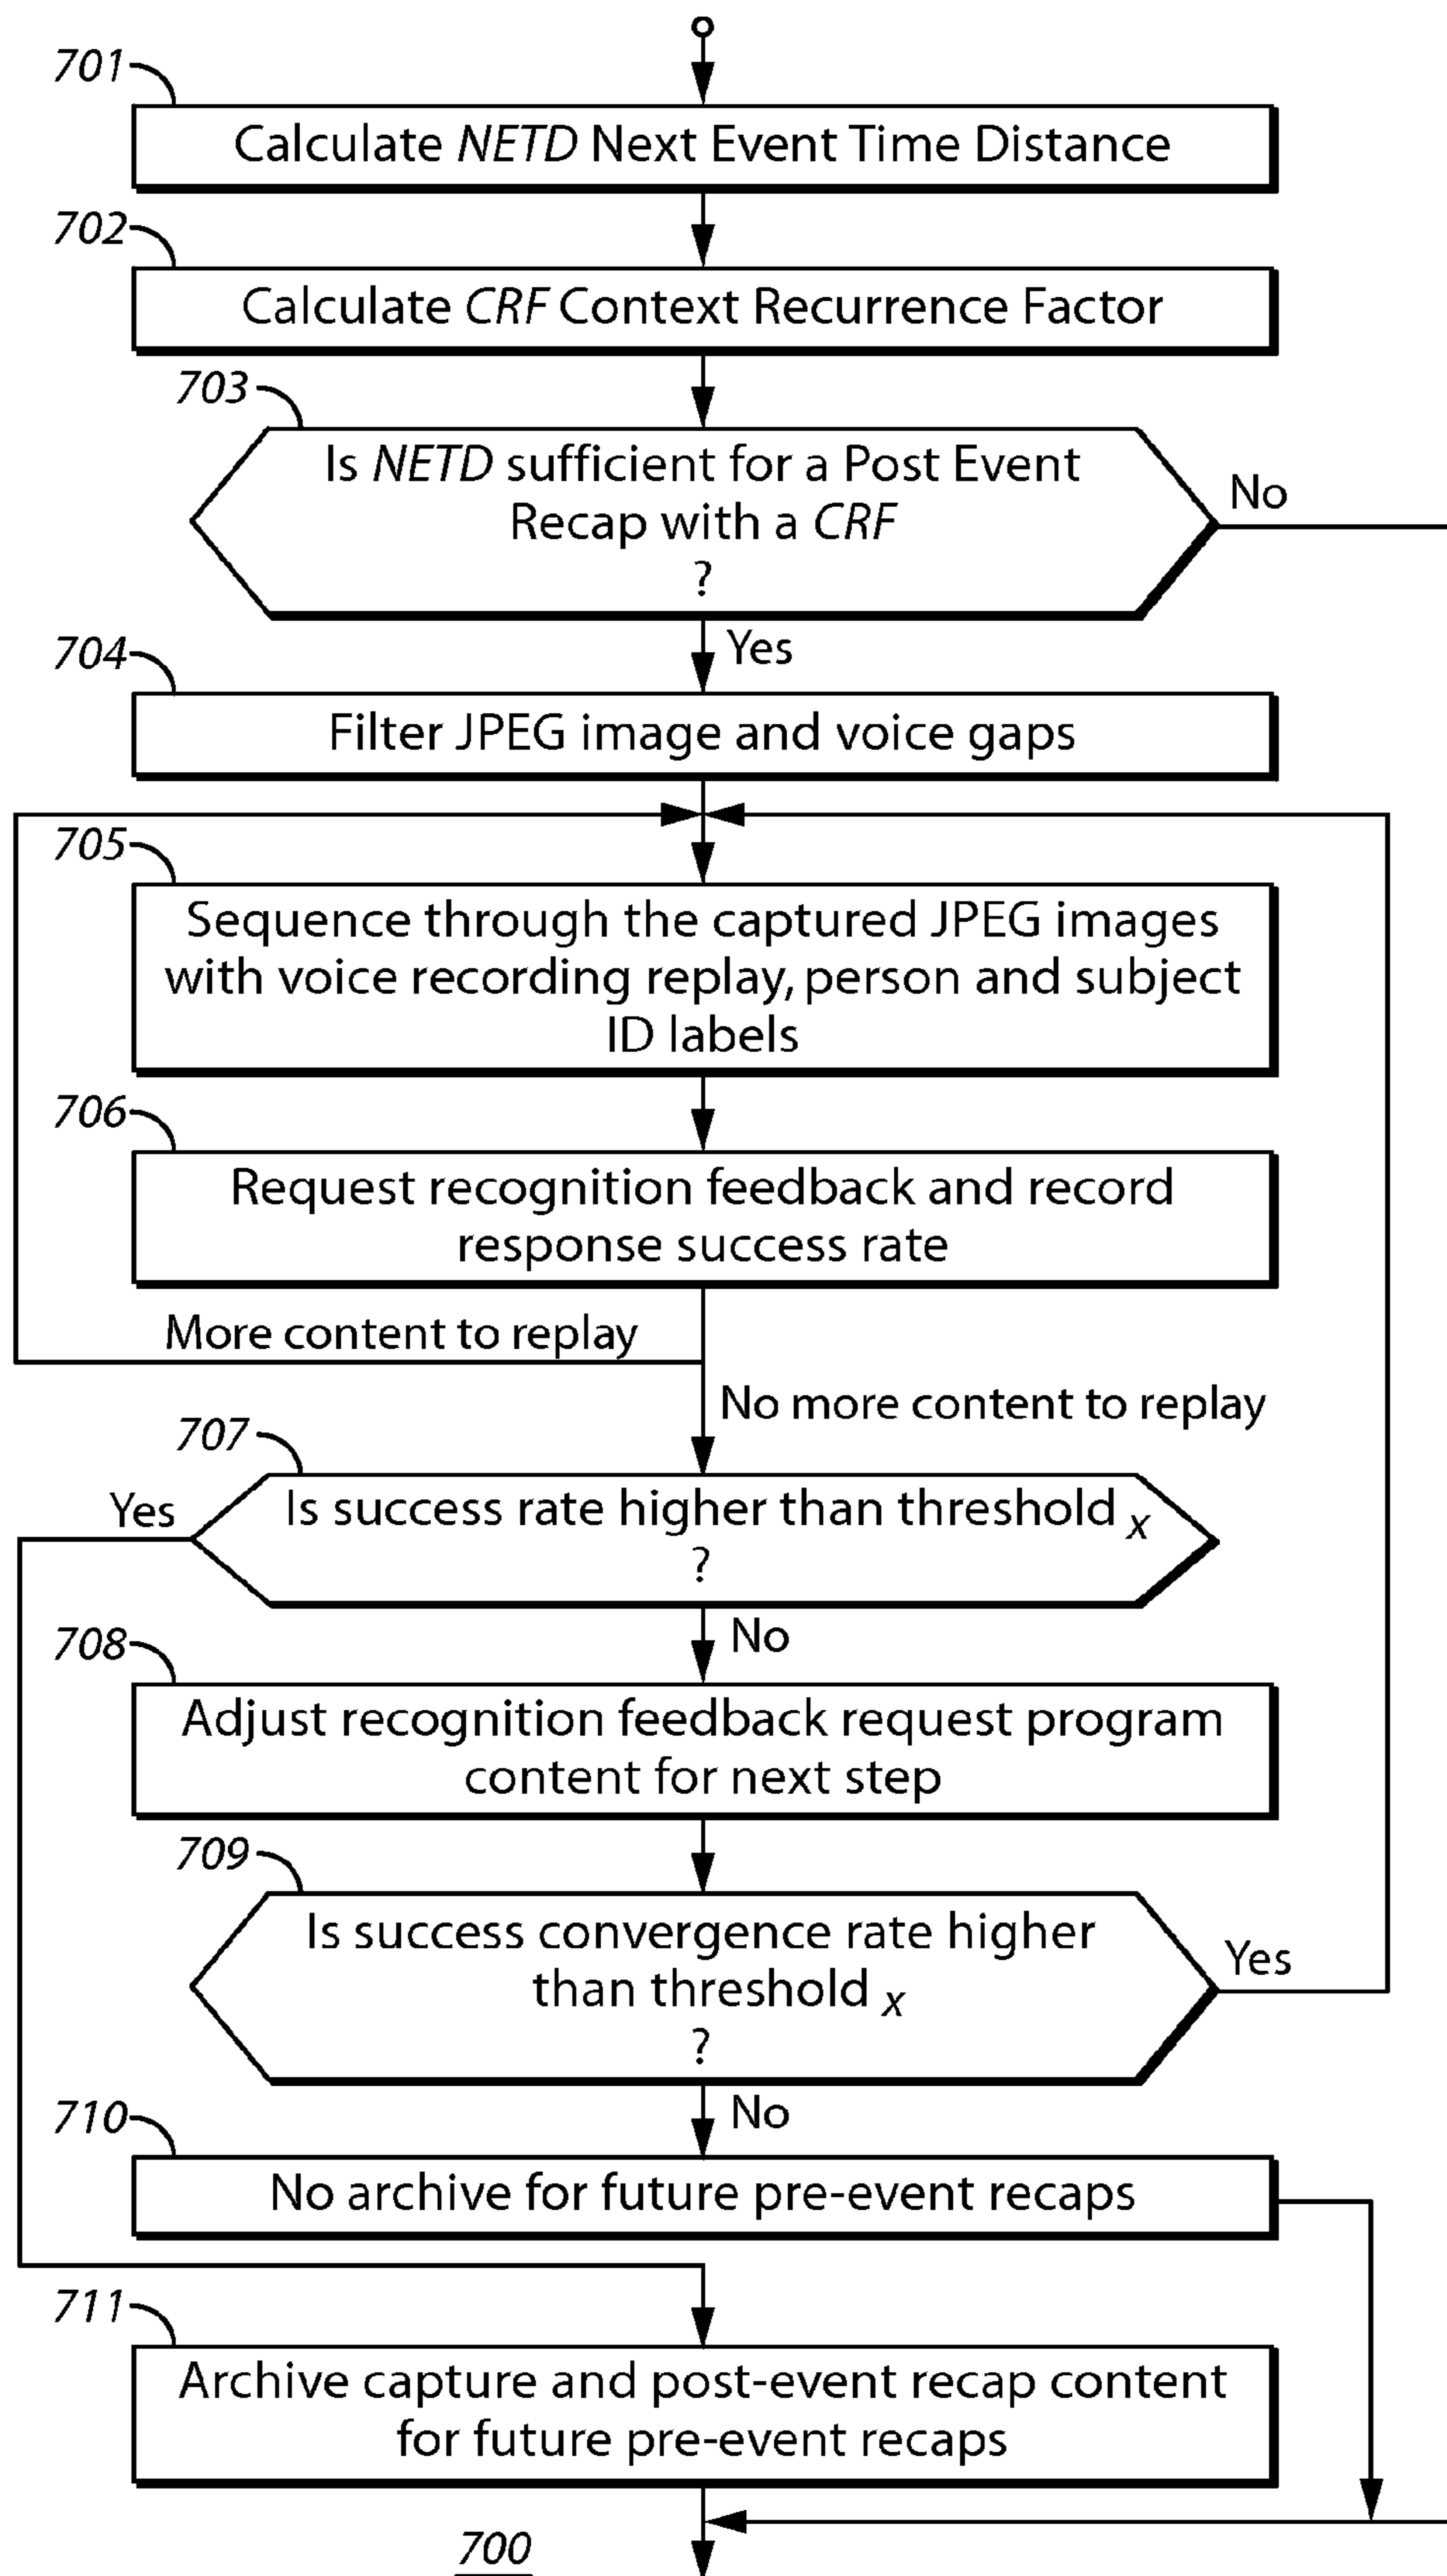 701
Calculate NETD Next Event Time Distance
702
Calculate CRF Context Recurrence Factor
703
Is NETD sufficient for a Post Event
Recap with a CRF
?
No
Yes
704
Filter JPEG image and voice gaps
705
Sequence through the captured JPEG images
with voice recording replay, person and subject
ID labels
706
Request recognition feedback and record
response success rate
More content to replay
No more content to replay
707
Yes
Is success rate higher than threshold x
?
No
708
Adjust recognition feedback request program
content for next step
709
Is success convergence rate higher
than threshold x
?
Yes
No
710
No archive for future pre-event recaps
711
Archive capture and post-event recap content
for future pre-event recaps
700